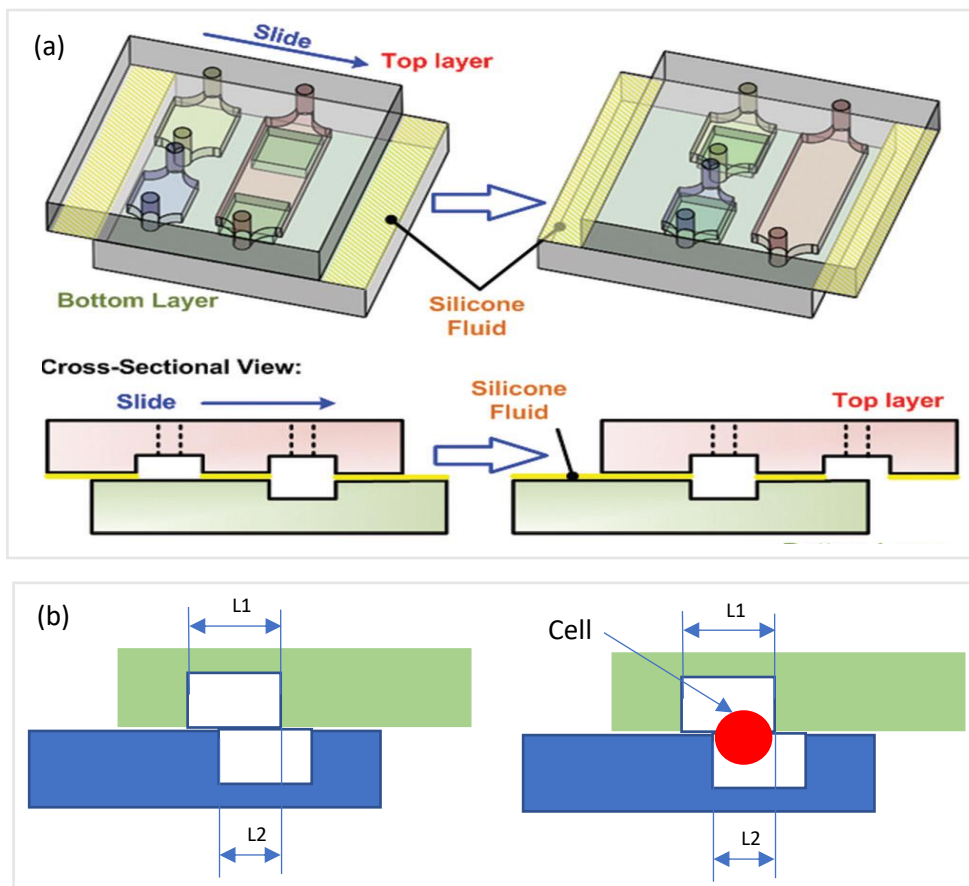 (a)
Slide
Top layer
Bottom Layer
Silicone
Fluid
Cross-Sectional View:
Slide
Silicone
Fluid
Top layer
(b)
L1
L2
Cell
L1
L2